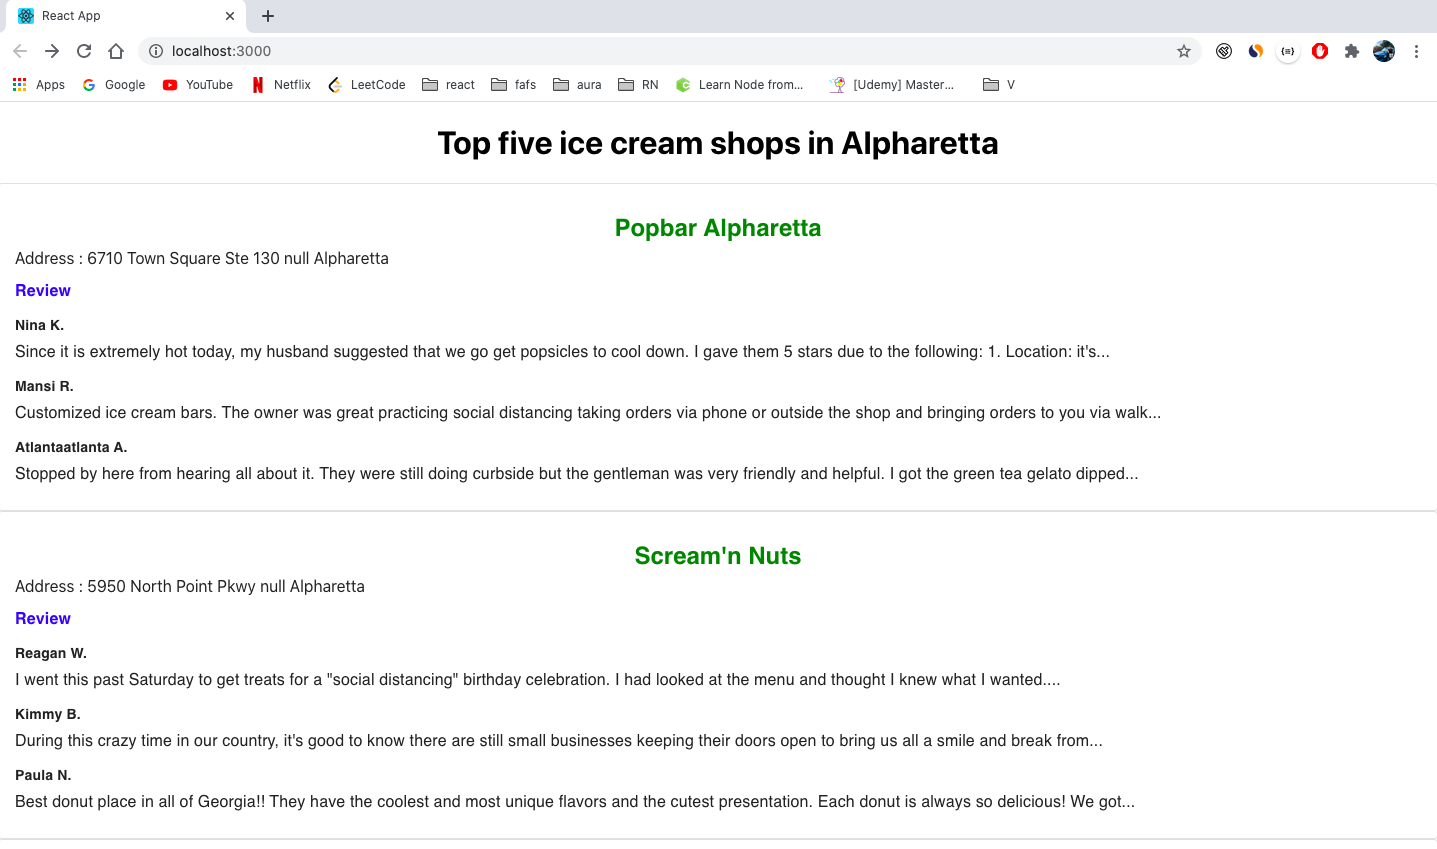 React App
localhost:3000
Apps Google YouTube Netflix LeetCode react fafs aura RN Learn Node from... [Udemy] Master... V
Top five ice cream shops in Alpharetta
Popbar Alpharetta
Address : 6710 Town Square Ste 130 null Alpharetta
Review
Nina K.
Since it is extremely hot today, my husband suggested that we go get popsicles to cool down. I gave them 5 stars due to the following: 1. Location: it's...
Mansi R.
Customized ice cream bars. The owner was great practicing social distancing taking orders via phone or outside the shop and bringing orders to you via walk...
Atlantaatlanta A.
Stopped by here from hearing all about it. They were still doing curbside but the gentleman was very friendly and helpful. I got the green tea gelato dipped...
Scream'n Nuts
Address : 5950 North Point Pkwy null Alpharetta
Review
Reagan W.
I went this past Saturday to get treats for a "social distancing" birthday celebration. I had looked at the menu and thought I knew what I wanted....
Kimmy B.
During this crazy time in our country, it's good to know there are still small businesses keeping their doors open to bring us all a smile and break from...
Paula N.
Best donut place in all of Georgia!! They have the coolest and most unique flavors and the cutest presentation. Each donut is always so delicious! We got...